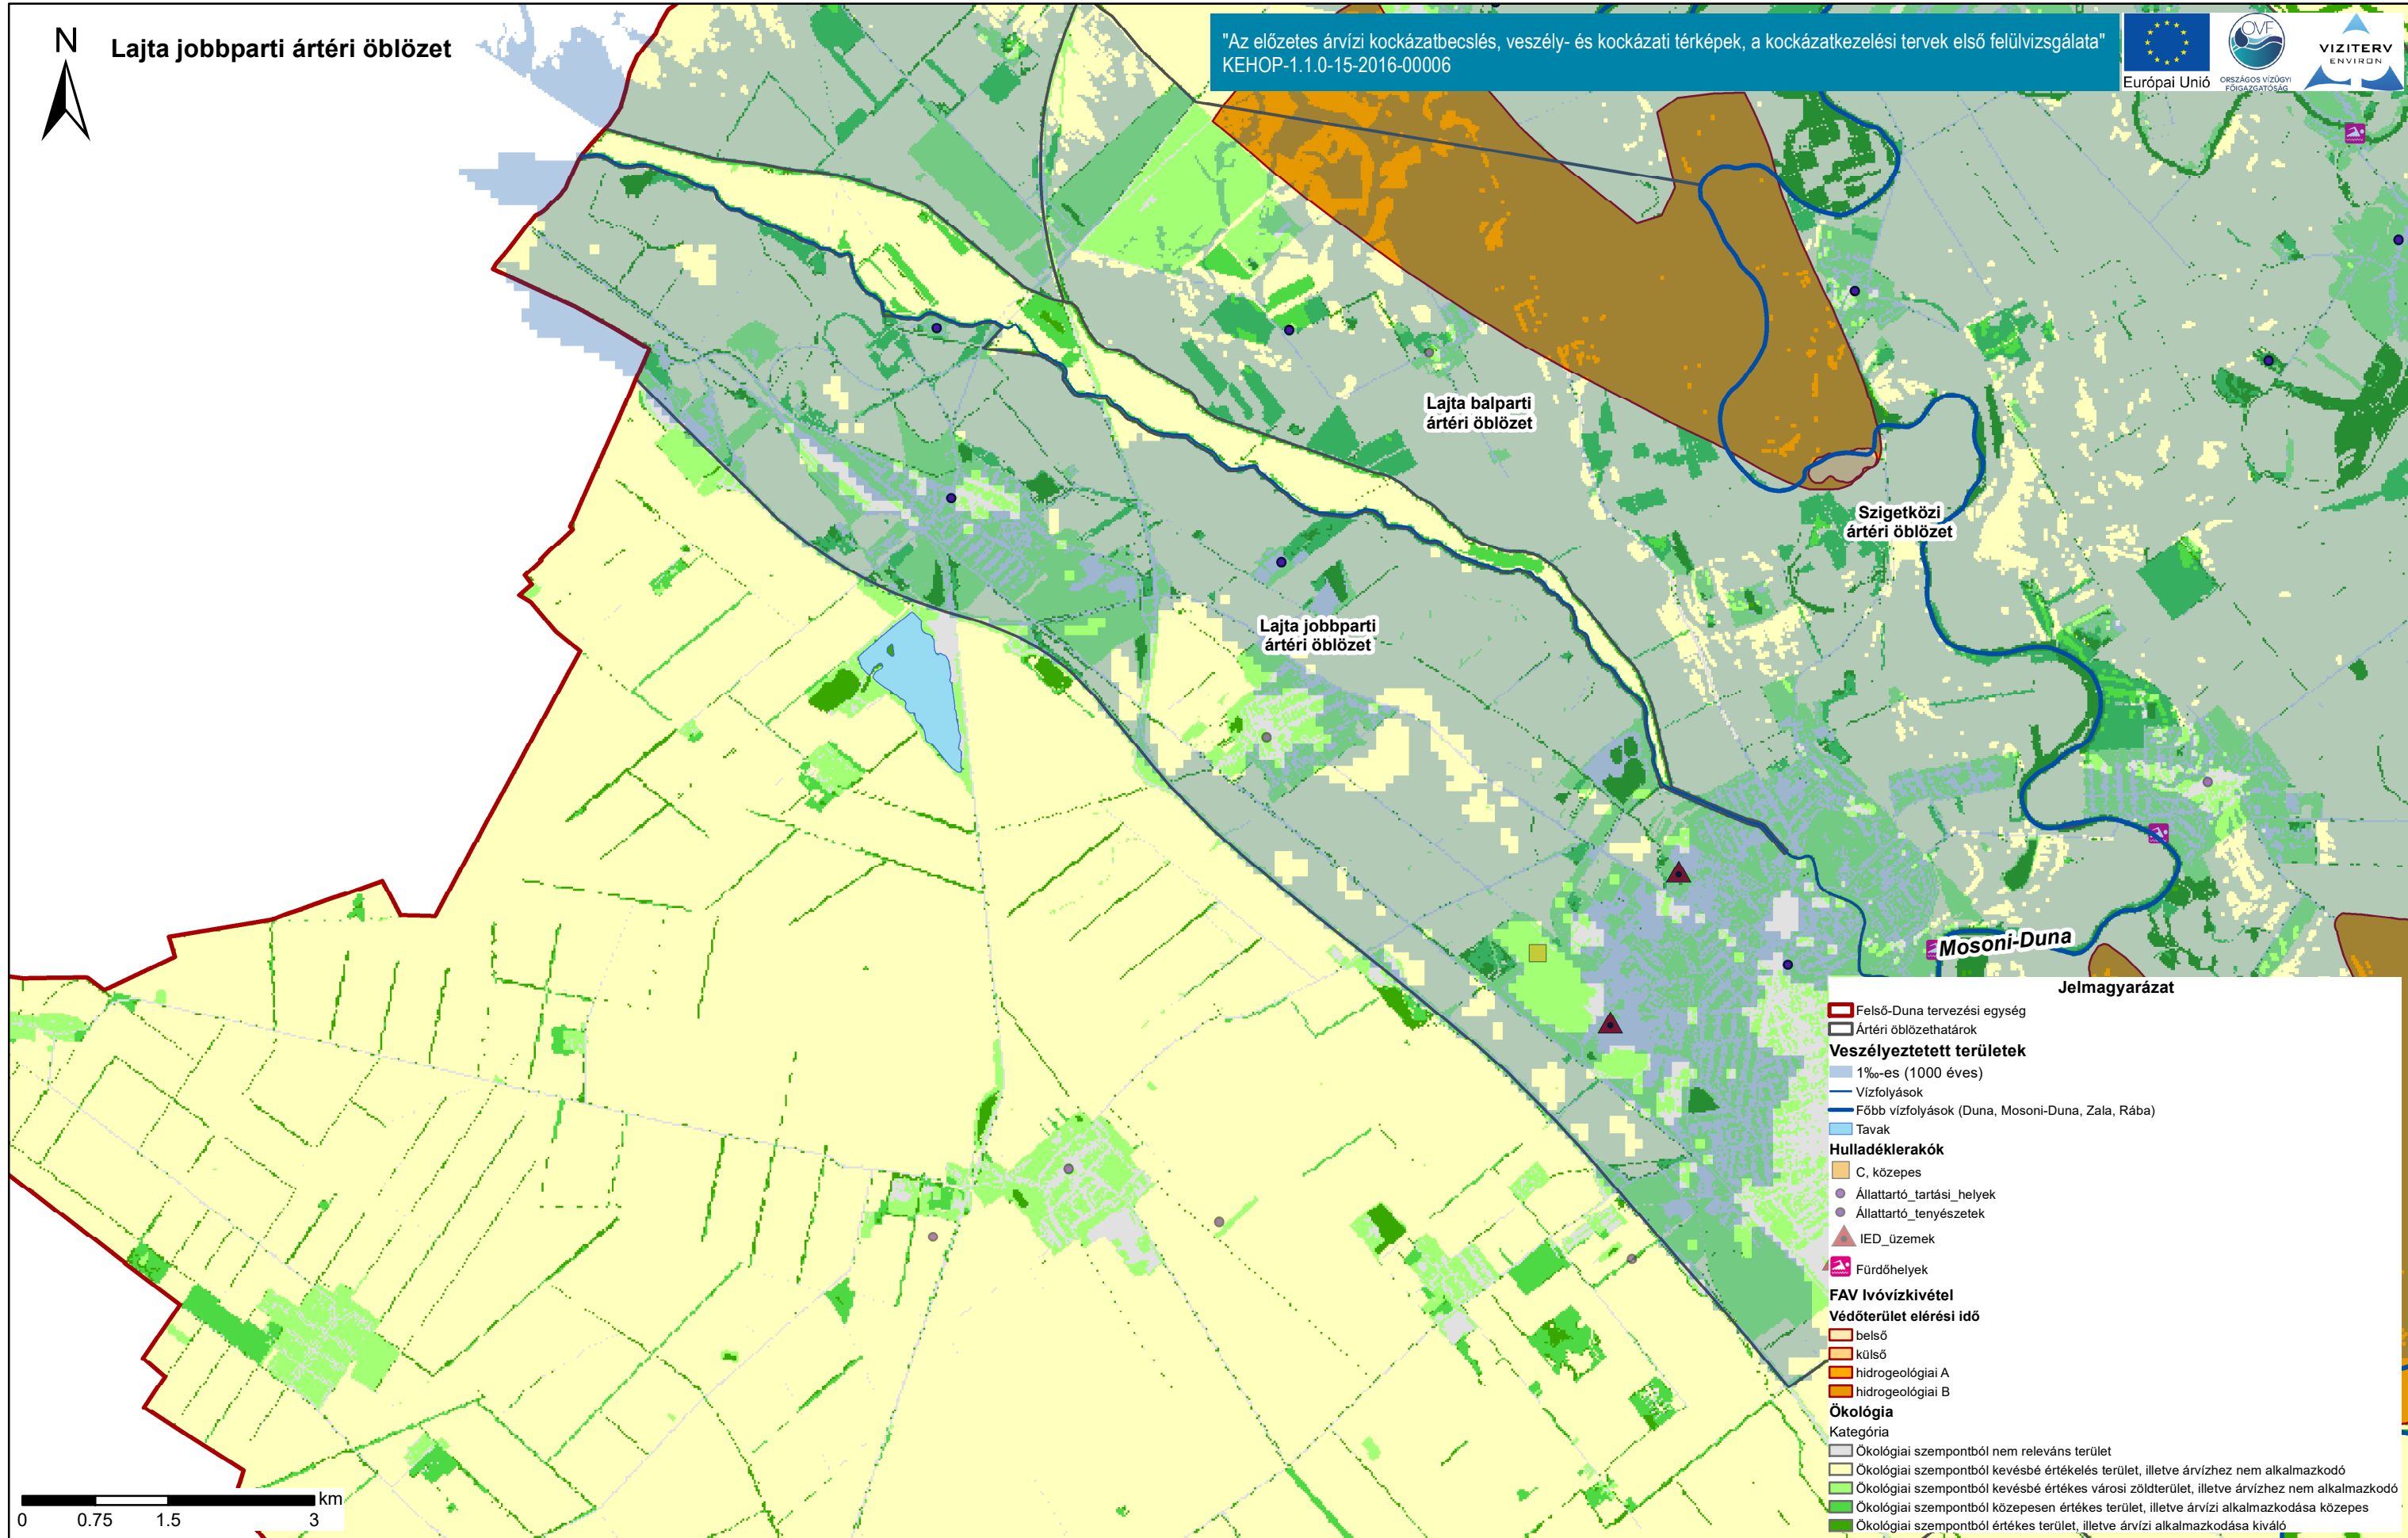 N
Lajta jobbparti ártéri öblözet
"Az előzetes árvízi kockázatbecslés, veszély- és kockázati térképek, a kockázatkezelési tervek első felülvizsgálata"
KEHOP-1.1.0-15-2016-00006
Európai Unió
OVF
ORSZÁGOS VÍZÜGYI
FŐIGAZGATÓSÁG
VIZITERV
ENVIRON
Lajta balparti
ártéri öblözet
Szigetközi
ártéri öblözet
Lajta jobbparti
ártéri öblözet
Mosoni-Duna
Jelmagyarázat
Felső-Duna tervezési egység
Ártéri öblözethatárok
Veszélyeztetett területek
1‰-es (1000 éves)
Vízfolyások
Főbb vízfolyások (Duna, Mosoni-Duna, Zala, Rába)
Tavak
Hulladéklerakók
C, közepes
Állattartó_tartási_helyek
Állattartó_tenyészetek
IED_üzemek
Fürdőhelyek
FAV Ivóvízkivétel
Védőterület elérési idő
belső
külső
hidrogeológiai A
hidrogeológiai B
Ökológia
Kategória
Ökológiai szempontból nem releváns terület
Ökológiai szempontból kevésbé értékelés terület, illetve árvízhez nem alkalmazkodó
Ökológiai szempontból kevésbé értékes városi zöldterület, illetve árvízhez nem alkalmazkodó
Ökológiai szempontból közepesen értékes terület, illetve árvízi alkalmazkodása közepes
Ökológiai szempontból értékes terület, illetve árvízi alkalmazkodása kiváló
km
0 0.75 1.5 3